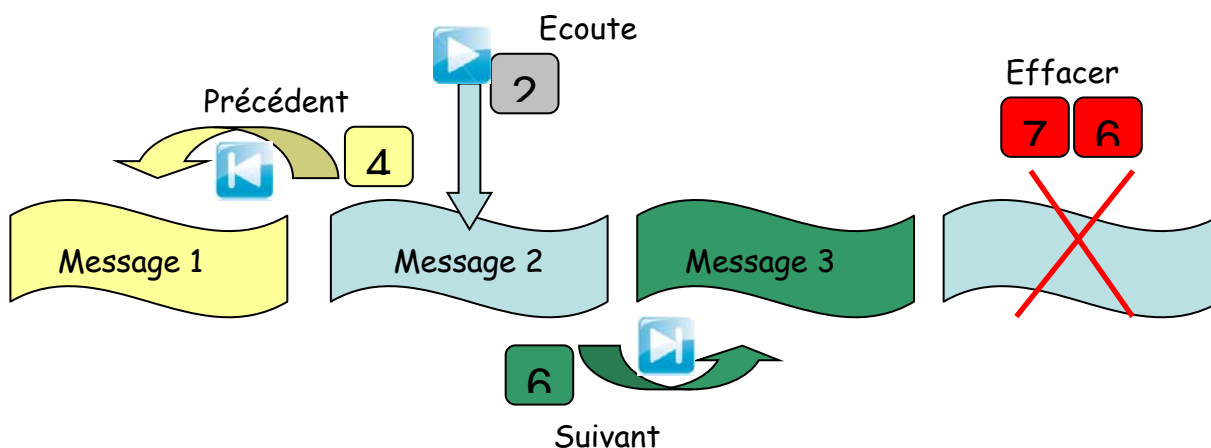 Ecoute
2
Effacer
7 6
Précédent
4
Message 1
Message 2
Message 3
6
Suivant